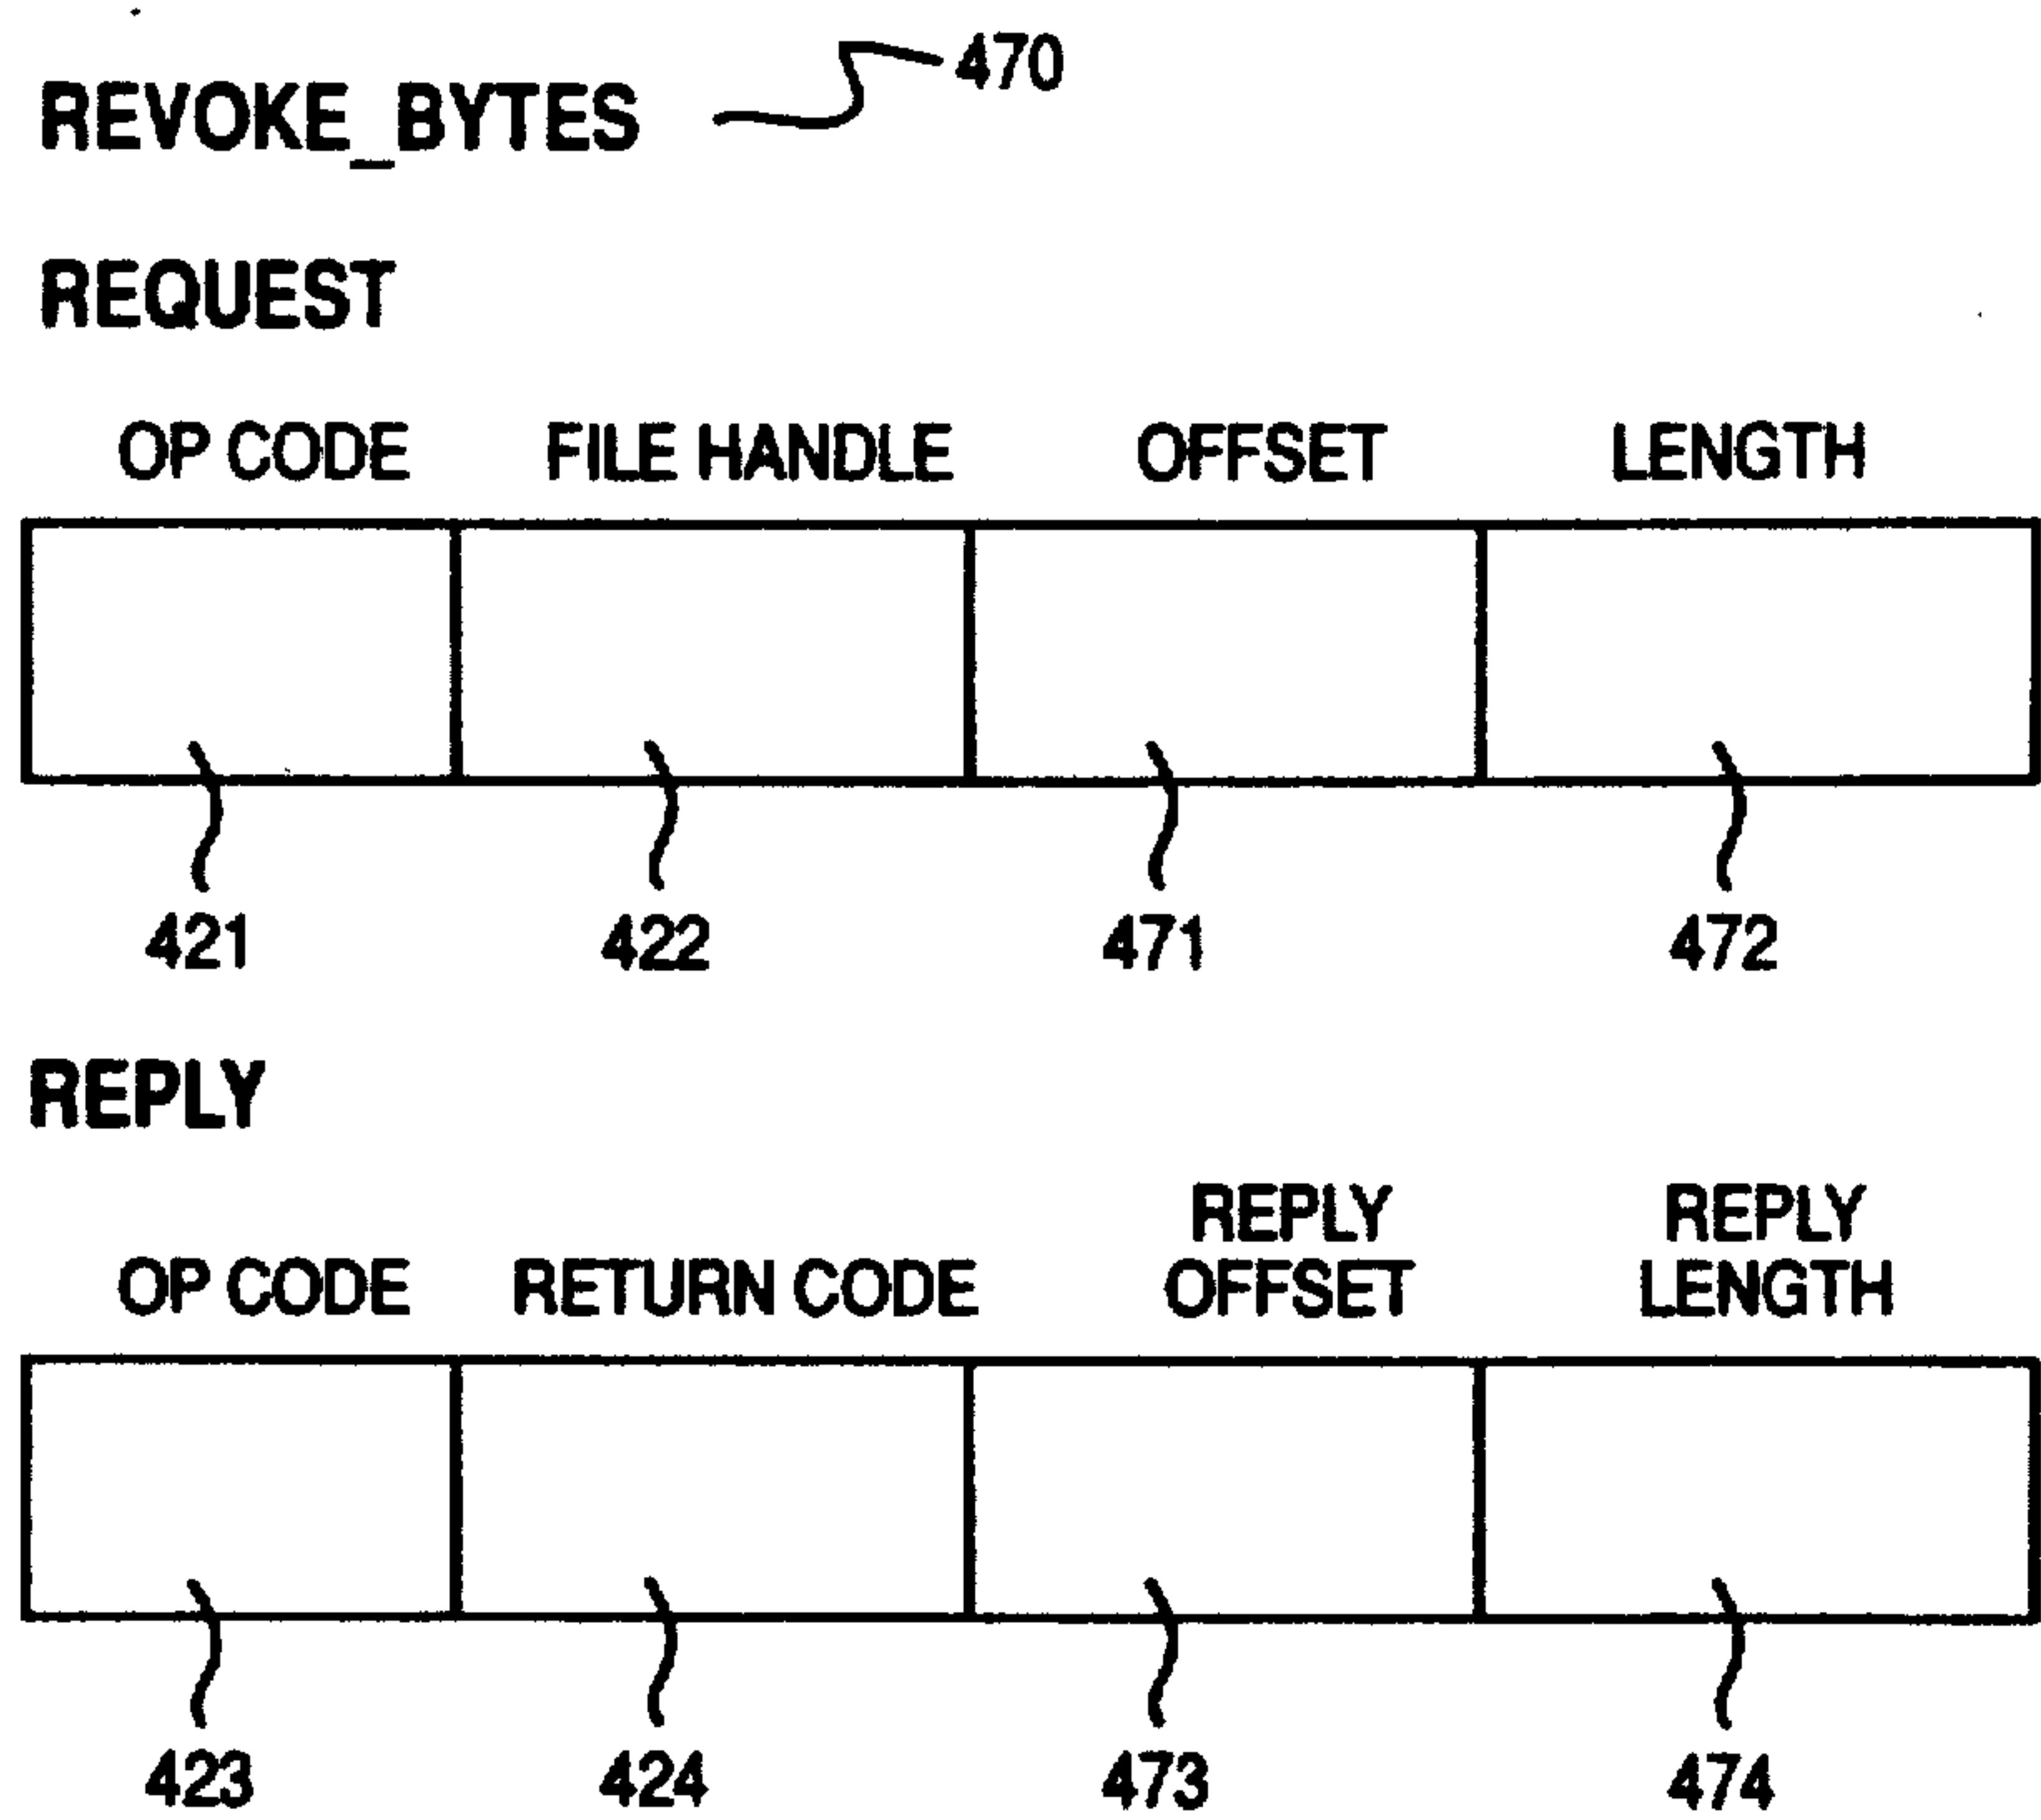 470
REVOKE_BYTES
REQUEST
OP CODE FILE HANDLE OFFSET LENGTH
421 422 471 472
REPLY
REPLY REPLY
OP CODE RETURN CODE OFFSET LENGTH
423 424 473 474